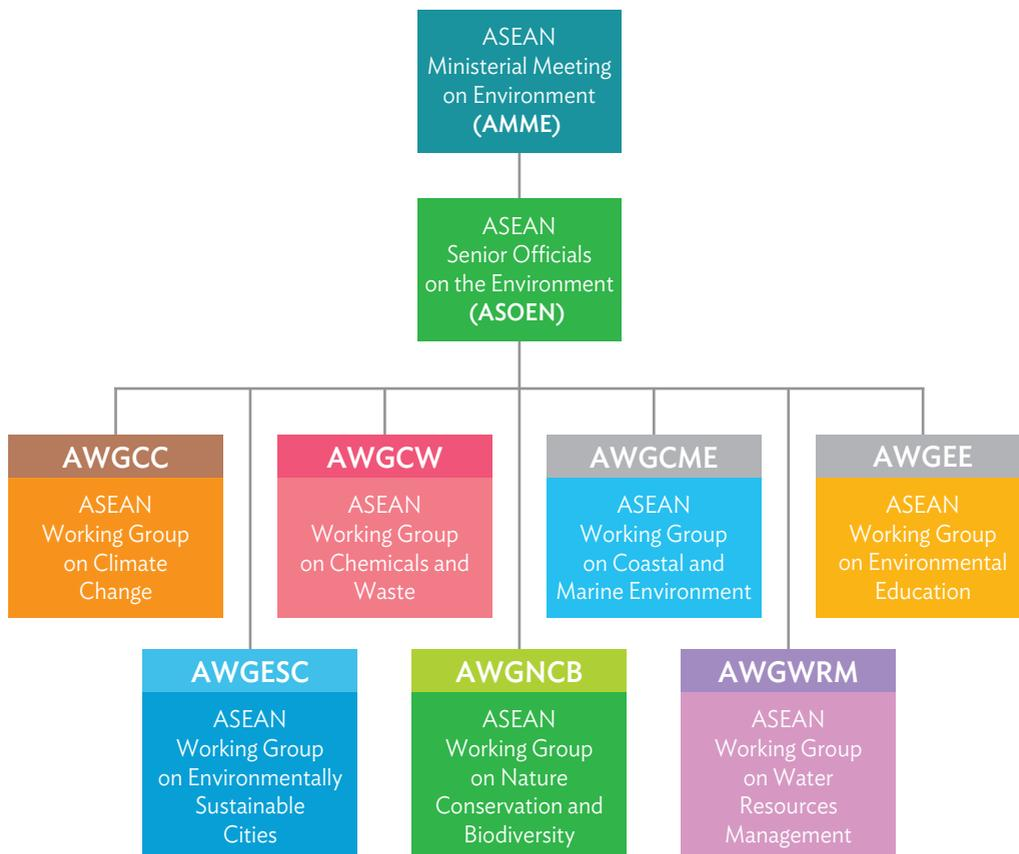 ASEAN
Ministerial Meeting
on Environment
(AMME)
ASEAN
Senior Officials
on the Environment
(ASOEN)
AWGCC
ASEAN
Working Group
on Climate
Change
AWGCW
ASEAN
Working Group
on Chemicals and
Waste
AWGCME
ASEAN
Working Group
on Coastal and
Marine Environment
AWGEE
ASEAN
Working Group
on Environmental
Education
AWGESC
ASEAN
Working Group
on Environmentally
Sustainable
Cities
AWGNCB
ASEAN
Working Group
on Nature
Conservation and
Biodiversity
AWGWRM
ASEAN
Working Group
on Water
Resources
Management